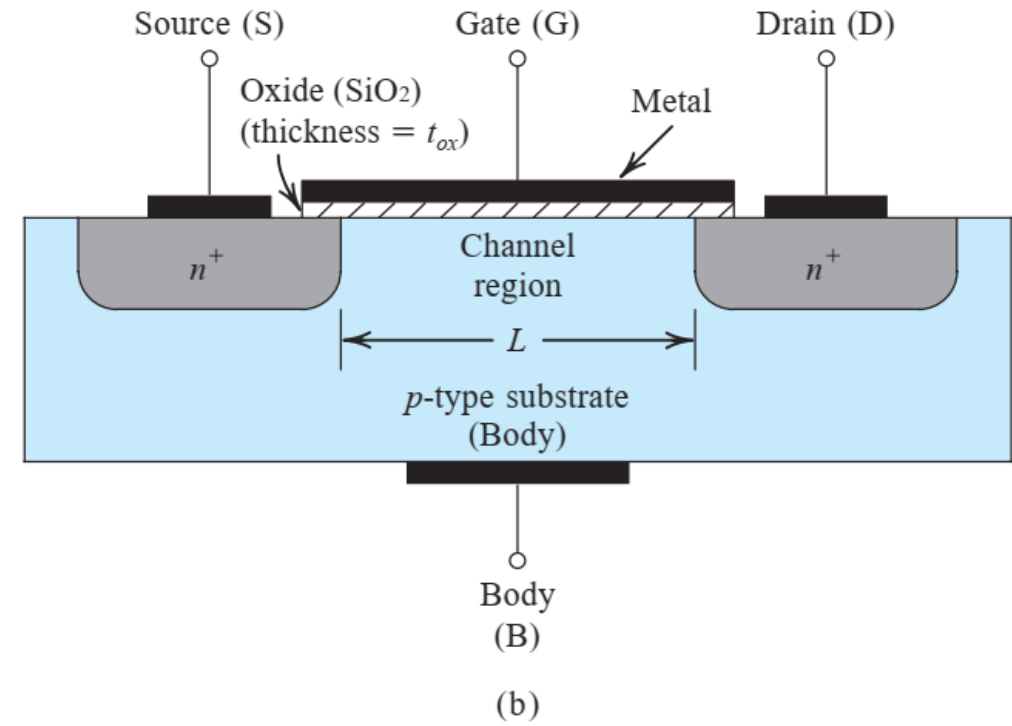 Source (S)
Gate (G)
Drain (D)
Oxide (SiO₂)
(thickness = tₒₓ)
Metal
n⁺
Channel
region
n⁺
L
p-type substrate
(Body)
Body
(B)
(b)